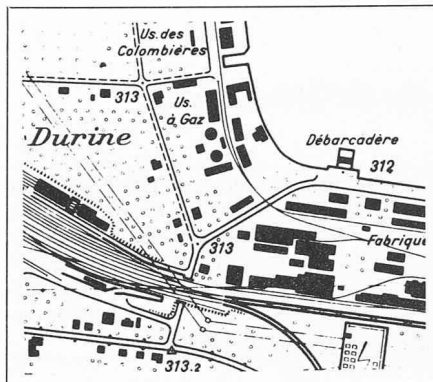 Us. des
Colombières
313
Us.
à Gaz
Durine
Débarcadère
312
313
Fabrique
313.2